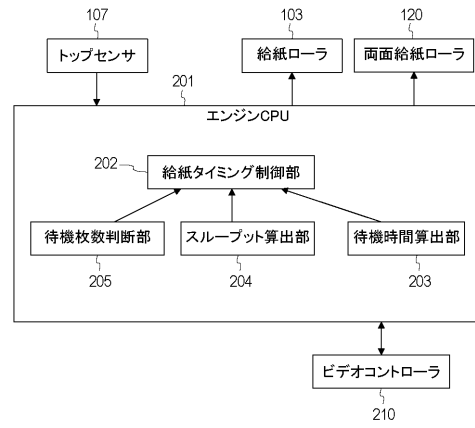 107
103
120
トップセンサ
給紙ローラ
両面給紙ローラ
201
エンジンCPU
202
給紙タイミング制御部
待機枚数判断部
スループット算出部
待機時間算出部
205
204
203
ビデオコントローラ
210